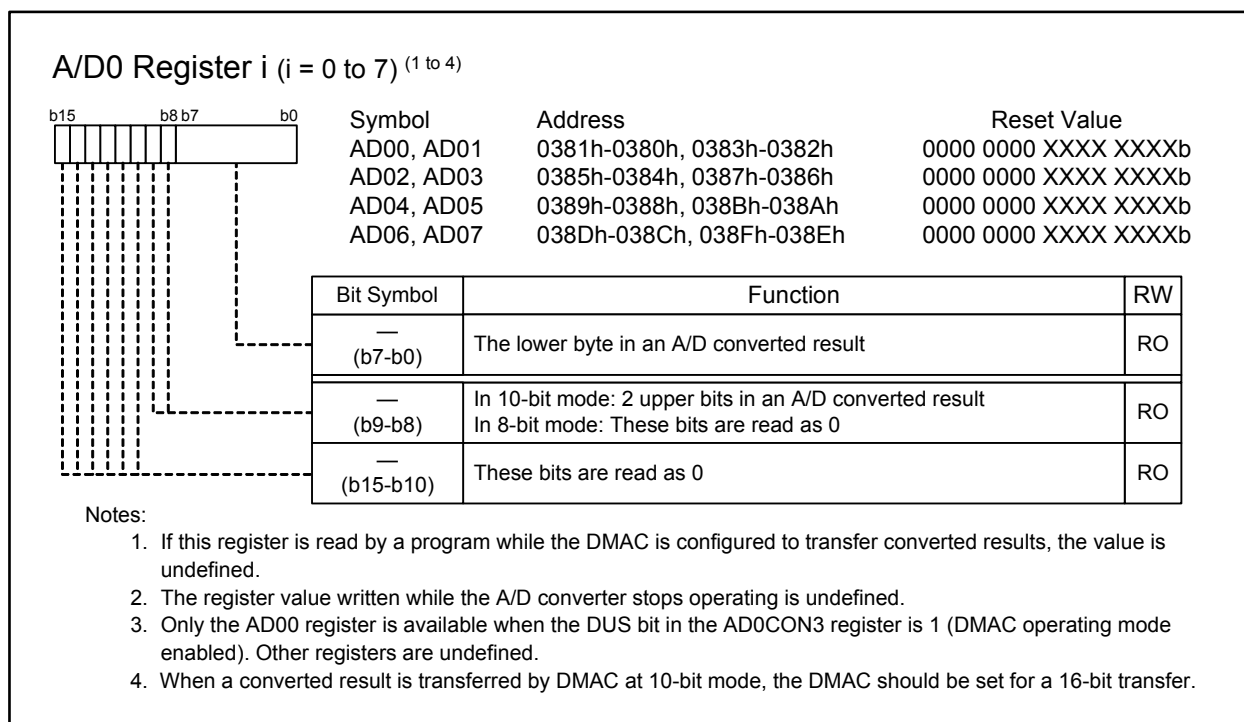 A/D0 Register i (i = 0 to 7) (1 to 4)
b15 b8 b7 b0
Symbol Address Reset Value
AD00, AD01 0381h-0380h, 0383h-0382h 0000 0000 XXXX XXXXb
AD02, AD03 0385h-0384h, 0387h-0386h 0000 0000 XXXX XXXXb
AD04, AD05 0389h-0388h, 038Bh-038Ah 0000 0000 XXXX XXXXb
AD06, AD07 038Dh-038Ch, 038Fh-038Eh 0000 0000 XXXX XXXXb
Bit Symbol Function RW
—
(b7-b0) The lower byte in an A/D converted result RO
—
(b9-b8) In 10-bit mode: 2 upper bits in an A/D converted result
In 8-bit mode: These bits are read as 0 RO
—
(b15-b10) These bits are read as 0 RO
Notes:
1. If this register is read by a program while the DMAC is configured to transfer converted results, the value is
undefined.
2. The register value written while the A/D converter stops operating is undefined.
3. Only the AD00 register is available when the DUS bit in the AD0CON3 register is 1 (DMAC operating mode
enabled). Other registers are undefined.
4. When a converted result is transferred by DMAC at 10-bit mode, the DMAC should be set for a 16-bit transfer.